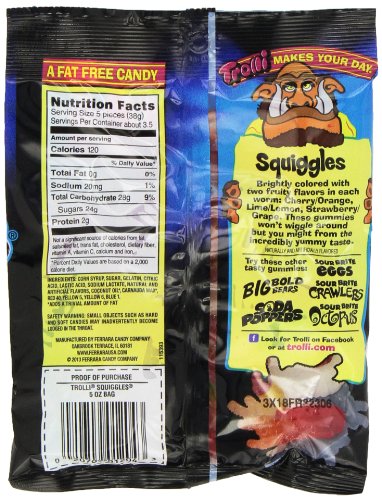 A FAT FREE CANDY
Nutrition Facts
Serving Size 5 pieces (38g)
Servings Per Container about 3.5
Amount per serving
Calories 120
% Daily Value*
Total Fat 0g 0%
Sodium 20mg 1%
Total Carbohydrate 28g 9%
Sugars 24g
Protein 2g
Not a significant source of calories from fat,
saturated fat, trans fat, cholesterol, dietary fiber,
vitamin A, vitamin C, calcium and iron.
*Percent Daily Values are based on a 2,000
calorie diet.
INGREDIENTS: CORN SYRUP, SUGAR, GELATIN, CITRIC
ACID, LACTIC ACID, SODIUM LACTATE, NATURAL
AND ARTIFICIAL FLAVORS, COCONUT OIL*, CARNAUBA WAX*,
RED 40, YELLOW 5, YELLOW 6, BLUE 1.
*ADDS A TRIVIAL AMOUNT OF FAT
SAFETY WARNING: SMALL OBJECTS SUCH AS HARD
AND SOFT CANDIES MAY INADVERTENTLY BECOME
LODGED IN THE THROAT.
MANUFACTURED BY FERRARA CANDY COMPANY
OAKBROOK TERRACE, IL 60181
WWW.FERRARAUSA.COM
© 2013 FERRARA CANDY COMPANY
PROOF OF PURCHASE
TROLLI® SQUIGGLES®
5 OZ BAG
Trolli MAKES YOUR DAY
Squiggles
Brightly colored with
two fruity flavors in each
worm: Cherry/Orange,
Lime/Lemon, Strawberry/
Grape. These gummies
won't wiggle around
but you might from the
incredibly yummy taste.
NATURALLY AND ARTIFICIALLY FLAVORED
Try these other
tasty gummies:
SOUR BRITE
EGGS
BIG BOLD
BEARS
SOUR BRITE
CRAWLERS
SODA
POPPERS
SOUR BRITE
OCTOPUS
f Look for Trolli on Facebook
or at trolli.com